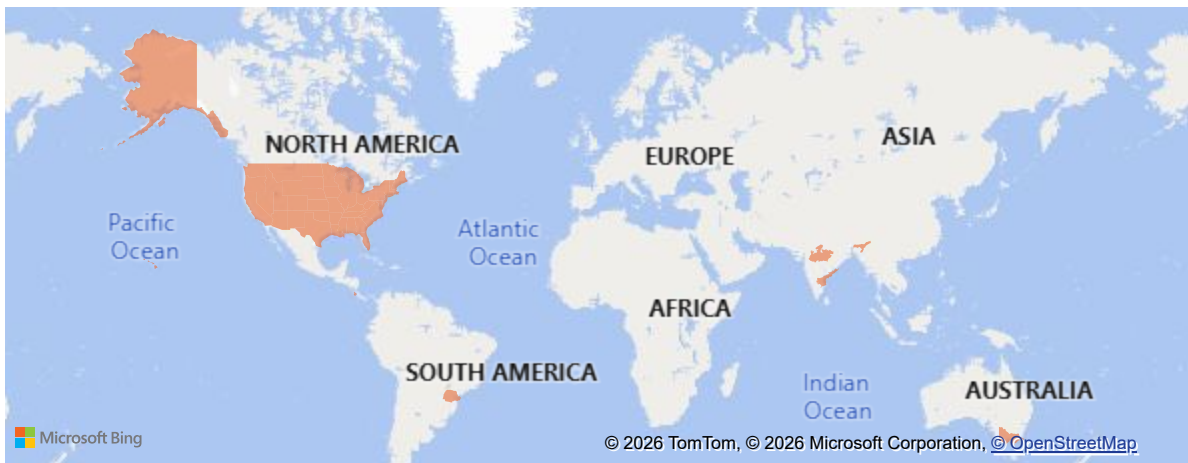 NORTH AMERICA
ASIA
EUROPE
Pacific
Ocean
Atlantic
Ocean
AFRICA
SOUTH AMERICA
Indian
Ocean
AUSTRALIA
Microsoft Bing
© 2026 TomTom, © 2026 Microsoft Corporation, © OpenStreetMap